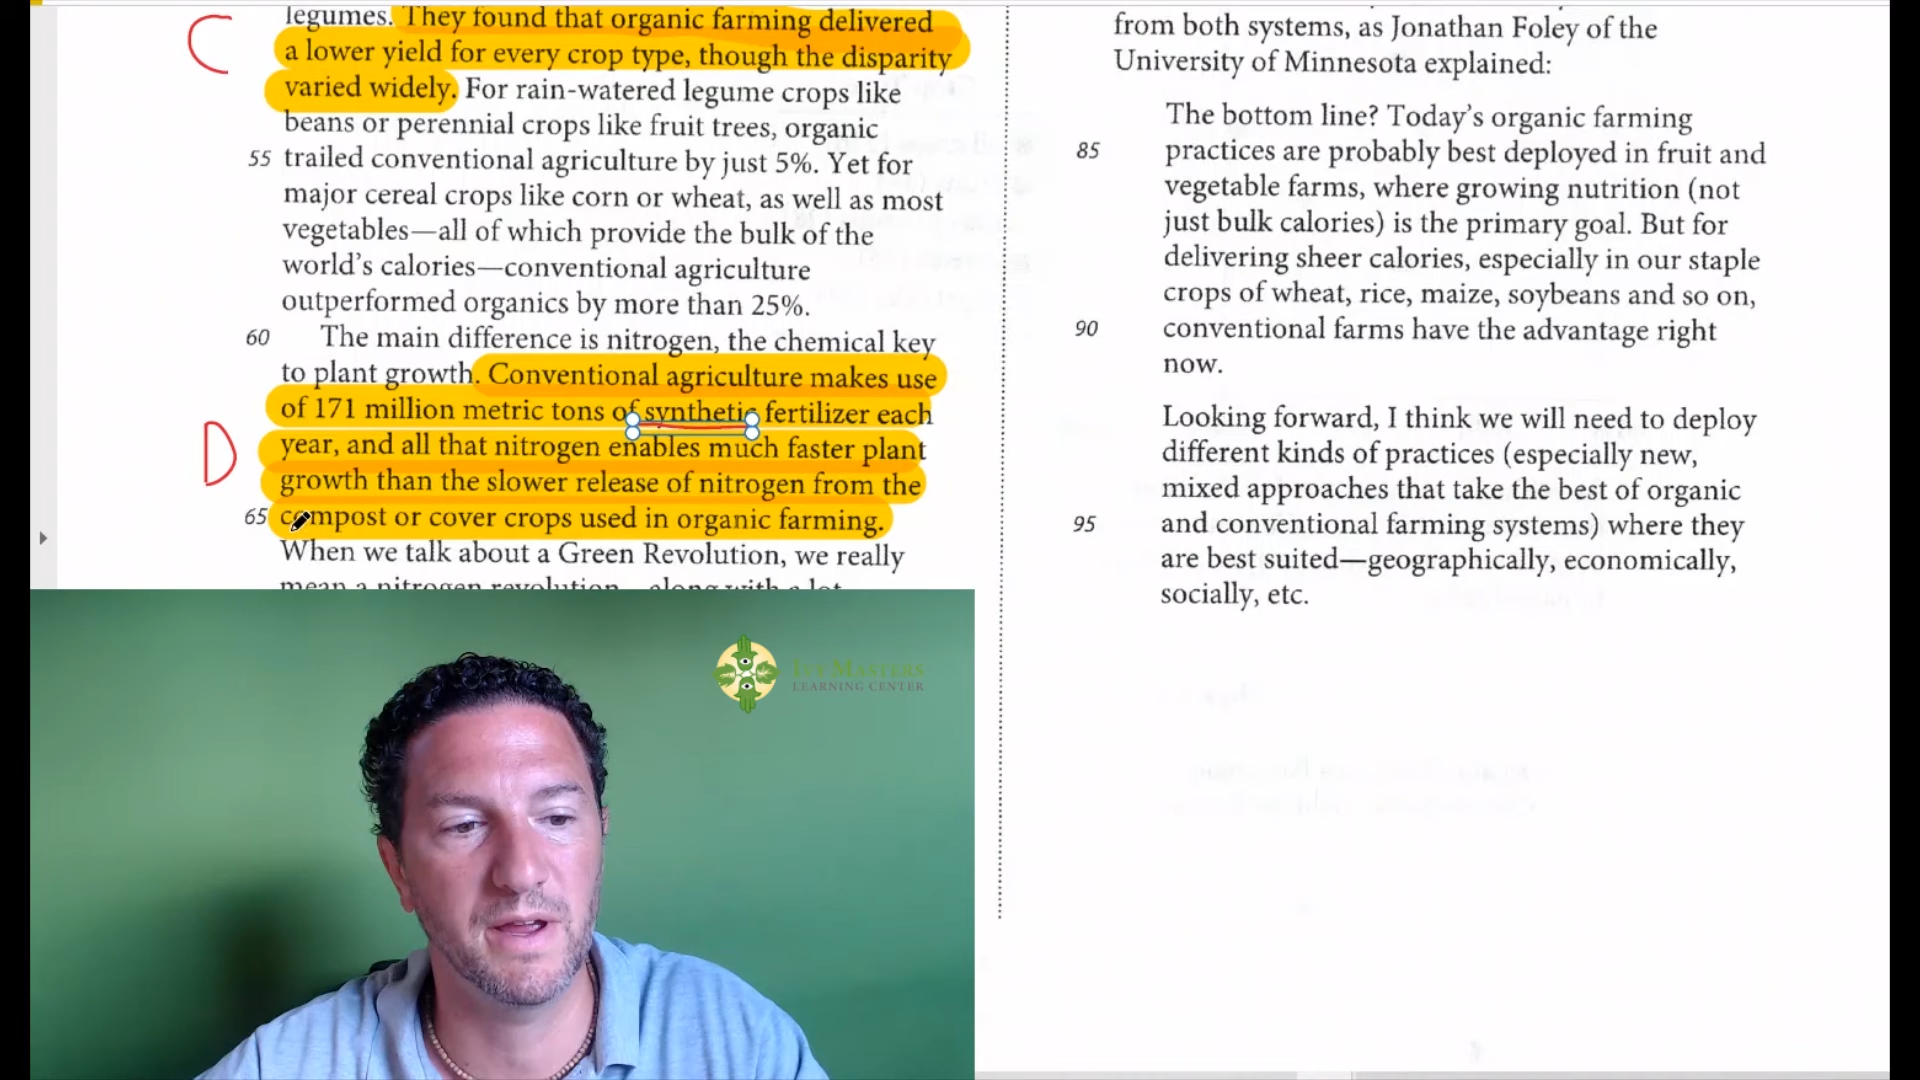 legumes. They found that organic farming delivered
a lower yield for every crop type, though the disparity
varied widely. For rain-watered legume crops like
beans or perennial crops like fruit trees, organic
55 trailed conventional agriculture by just 5%. Yet for
major cereal crops like corn or wheat, as well as most
vegetables—all of which provide the bulk of the
world's calories—conventional agriculture
outperformed organics by more than 25%.
60 The main difference is nitrogen, the chemical key
to plant growth. Conventional agriculture makes use
of 171 million metric tons of synthetic fertilizer each
year, and all that nitrogen enables much faster plant
growth than the slower release of nitrogen from the
65 compost or cover crops used in organic farming.
When we talk about a Green Revolution, we really
mean a nitrogen revolution—along with a lot
C
D
from both systems, as Jonathan Foley of the
University of Minnesota explained:
The bottom line? Today's organic farming
85 practices are probably best deployed in fruit and
vegetable farms, where growing nutrition (not
just bulk calories) is the primary goal. But for
delivering sheer calories, especially in our staple
crops of wheat, rice, maize, soybeans and so on,
90 conventional farms have the advantage right
now.
Looking forward, I think we will need to deploy
different kinds of practices (especially new,
mixed approaches that take the best of organic
95 and conventional farming systems) where they
are best suited—geographically, economically,
socially, etc.
IVY MASTERS
LEARNING CENTER